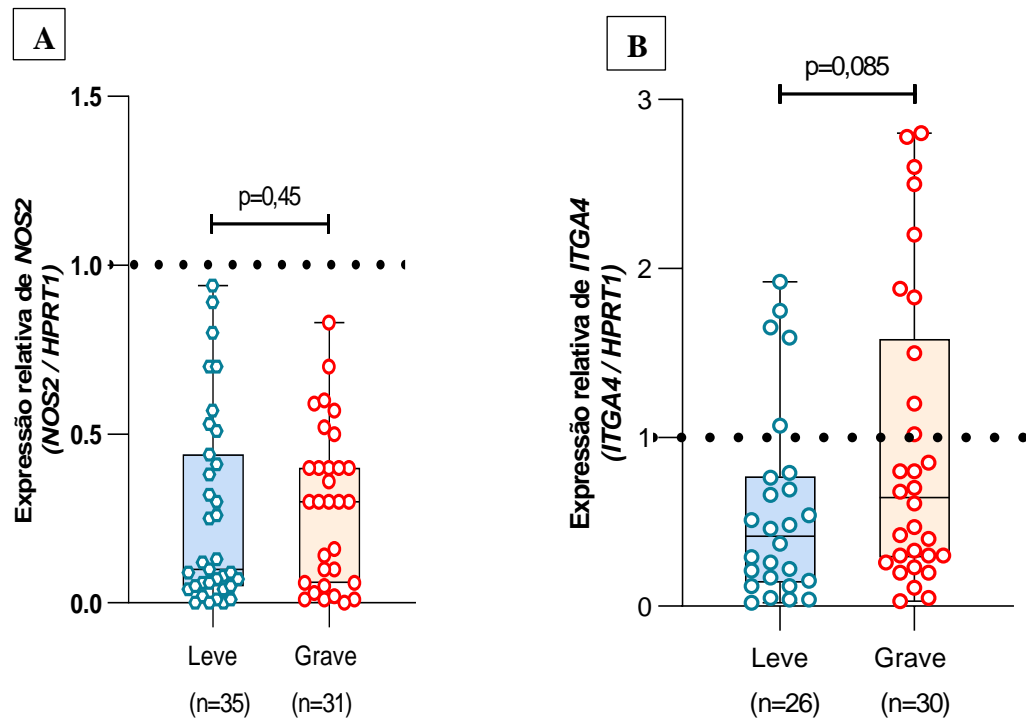 A
Expressão relativa de NOS2
(NOS2 / HPRT1)
1.5
1.0
0.5
0.0
p=0,45
Leve
Grave
(n=35)
(n=31)
B
Expressão relativa de ITGA4
(ITGA4 / HPRT1)
3
2
1
0
p=0,085
Leve
Grave
(n=26)
(n=30)